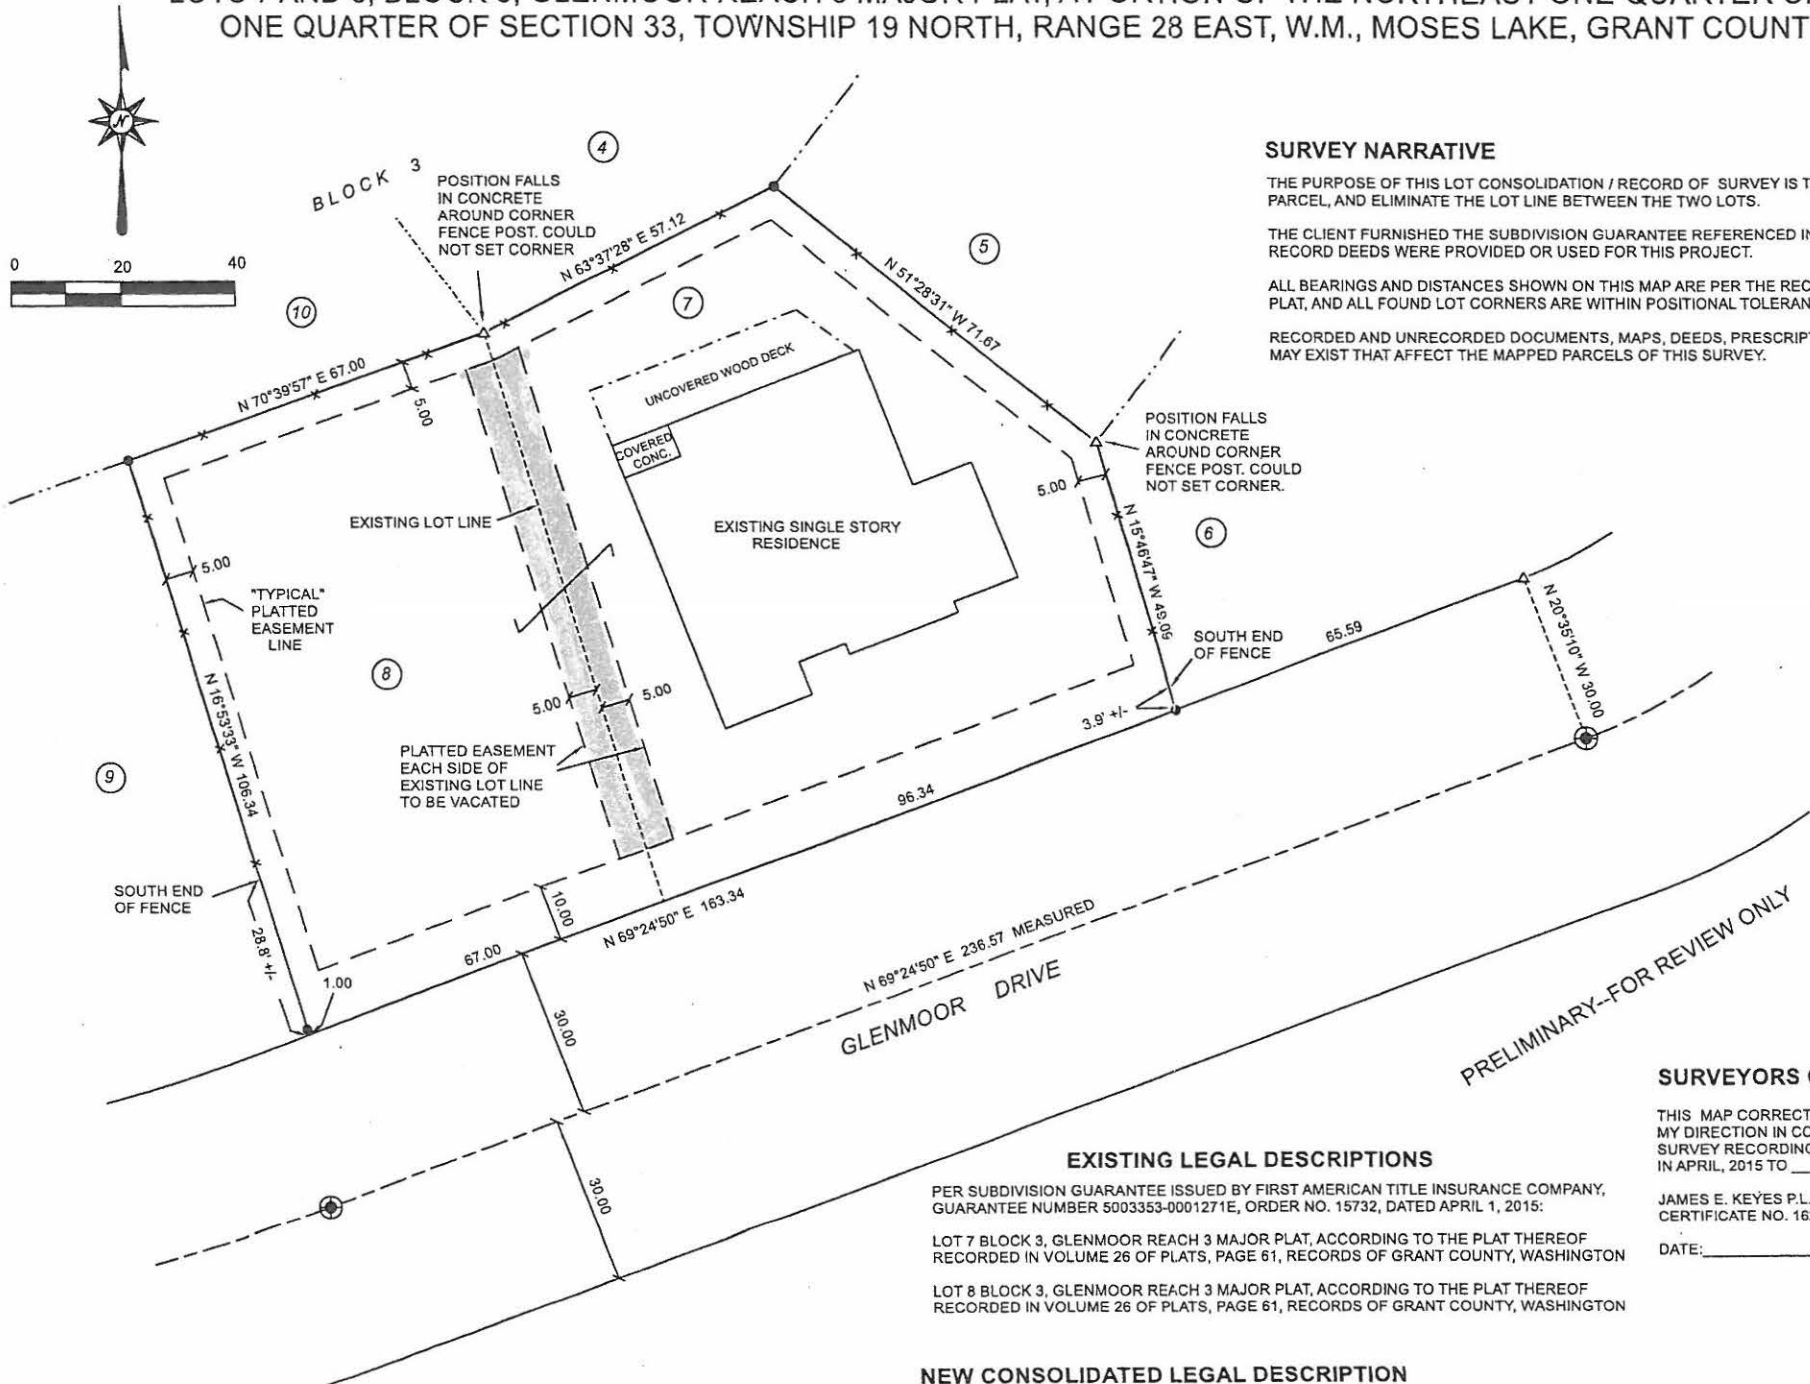 ONE QUARTER OF SECTION 33, TOWNSHIP 19 NORTH, RANGE 28 EAST, W.M., MOSES LAKE, GRANT COUNT
N
0 20 40
BLOCK 3
4
POSITION FALLS
IN CONCRETE
AROUND CORNER
FENCE POST. COULD
NOT SET CORNER
N 63°37'28" E 57.12
5
N 51°28'31" W 71.67
7
10
N 70°39'57" E 67.00
5.00
UNCOVERED WOOD DECK
COVERED
CONC.
EXISTING SINGLE STORY
RESIDENCE
EXISTING LOT LINE
POSITION FALLS
IN CONCRETE
AROUND CORNER
FENCE POST. COULD
NOT SET CORNER.
5.00
N 15°46'47" W 49.09
6
5.00
"TYPICAL"
PLATTED
EASEMENT
LINE
8
N 16°53'33" W 106.34
9
5.00
5.00
PLATTED EASEMENT
EACH SIDE OF
EXISTING LOT LINE
TO BE VACATED
SOUTH END
OF FENCE
3.9' +/-
65.59
N 20°35'10" W 30.00
96.34
SOUTH END
OF FENCE
28.8' +/-
1.00
67.00
10.00
N 69°24'50" E 163.34
N 69°24'50" E 236.57 MEASURED
GLENMOOR DRIVE
30.00
30.00
PRELIMINARY--FOR REVIEW ONLY
SURVEY NARRATIVE
THE PURPOSE OF THIS LOT CONSOLIDATION / RECORD OF SURVEY IS T
PARCEL, AND ELIMINATE THE LOT LINE BETWEEN THE TWO LOTS.
THE CLIENT FURNISHED THE SUBDIVISION GUARANTEE REFERENCED IN
RECORD DEEDS WERE PROVIDED OR USED FOR THIS PROJECT.
ALL BEARINGS AND DISTANCES SHOWN ON THIS MAP ARE PER THE REC
PLAT, AND ALL FOUND LOT CORNERS ARE WITHIN POSITIONAL TOLERAN
RECORDED AND UNRECORDED DOCUMENTS, MAPS, DEEDS, PRESCRIP
MAY EXIST THAT AFFECT THE MAPPED PARCELS OF THIS SURVEY.
SURVEYORS
THIS MAP CORRECT
MY DIRECTION IN CO
SURVEY RECORDING
IN APRIL, 2015 TO
JAMES E. KEYES P.L.
CERTIFICATE NO. 16
DATE:
EXISTING LEGAL DESCRIPTIONS
PER SUBDIVISION GUARANTEE ISSUED BY FIRST AMERICAN TITLE INSURANCE COMPANY,
GUARANTEE NUMBER 5003353-0001271E, ORDER NO. 15732, DATED APRIL 1, 2015:
LOT 7 BLOCK 3, GLENMOOR REACH 3 MAJOR PLAT, ACCORDING TO THE PLAT THEREOF
RECORDED IN VOLUME 26 OF PLATS, PAGE 61, RECORDS OF GRANT COUNTY, WASHINGTON
LOT 8 BLOCK 3, GLENMOOR REACH 3 MAJOR PLAT, ACCORDING TO THE PLAT THEREOF
RECORDED IN VOLUME 26 OF PLATS, PAGE 61, RECORDS OF GRANT COUNTY, WASHINGTON
NEW CONSOLIDATED LEGAL DESCRIPTION